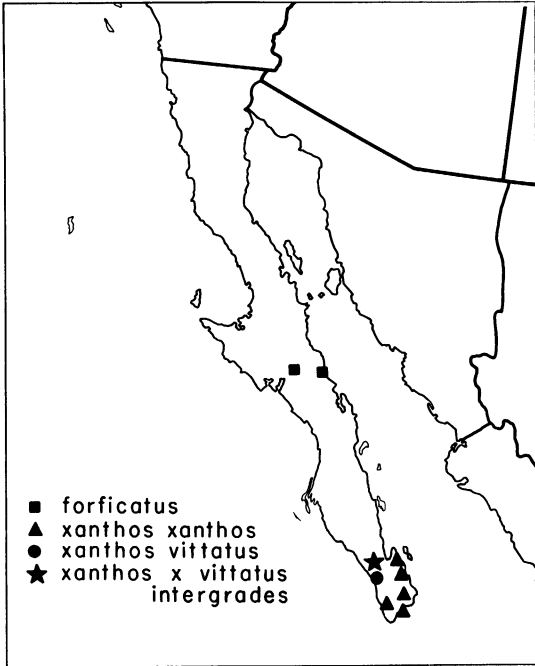 forficatus
xanthos xanthos
xanthos vittatus
xanthos x vittatus
intergrades